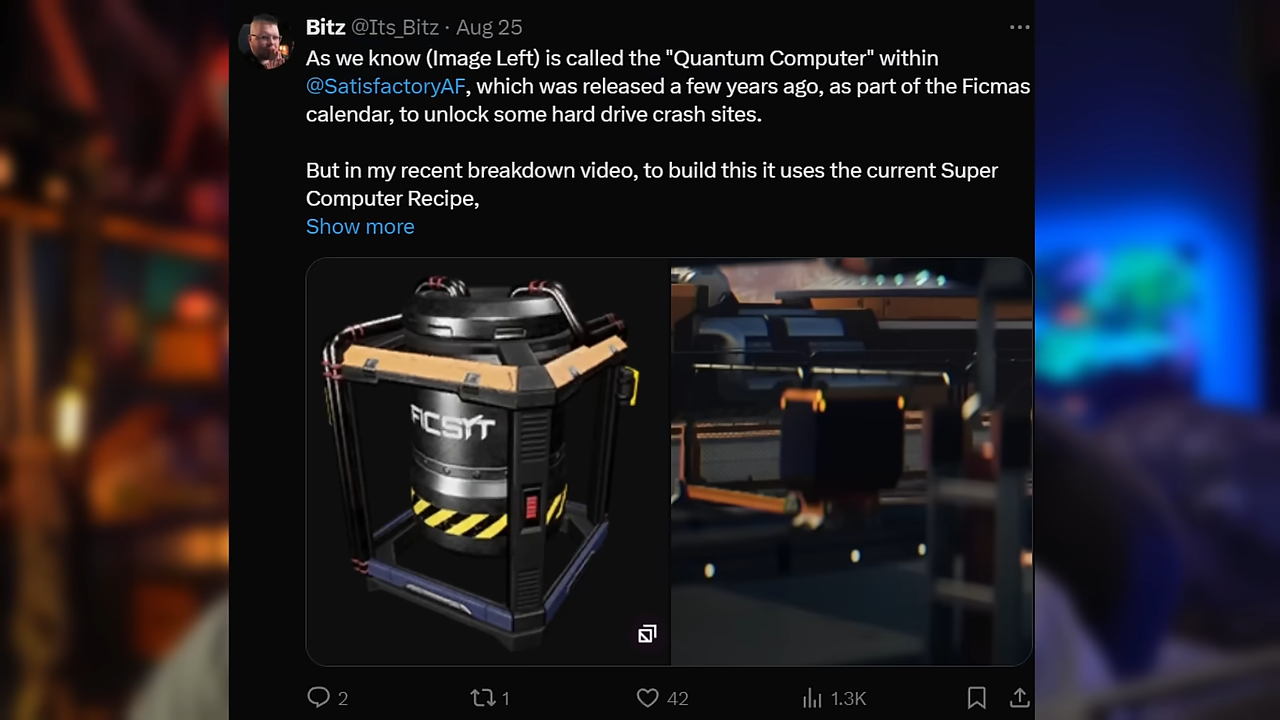 Bitz @Its_Bitz · Aug 25
As we know (Image Left) is called the "Quantum Computer" within
@SatisfactoryAF, which was released a few years ago, as part of the Ficmas
calendar, to unlock some hard drive crash sites.
But in my recent breakdown video, to build this it uses the current Super
Computer Recipe,
Show more
FICSIT
2 1 42 1.3K